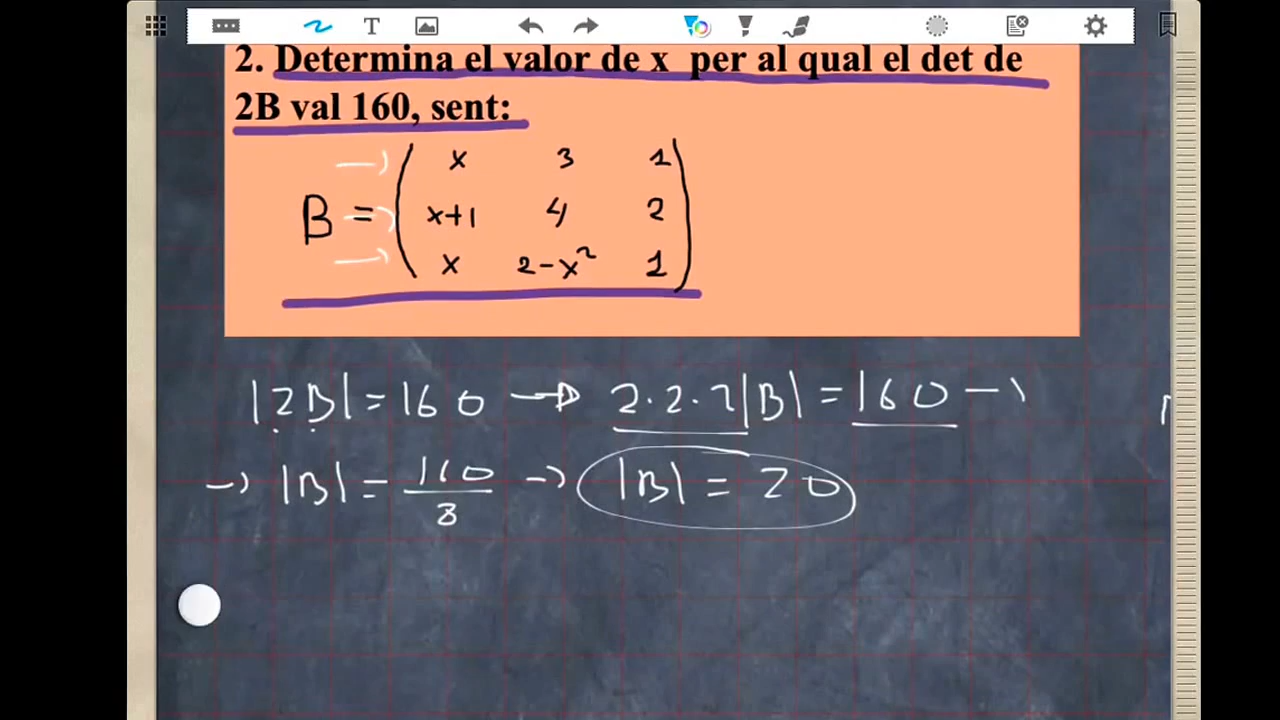 T
2. Determina el valor de x per al qual el det de
2B val 160, sent:
B = ( x 3 1
x+1 4 2
x 2-x² 1 )
|2B| = 160 → 2·2·2|B| = 160 →
→ |B| = 160/8 → |B| = 20